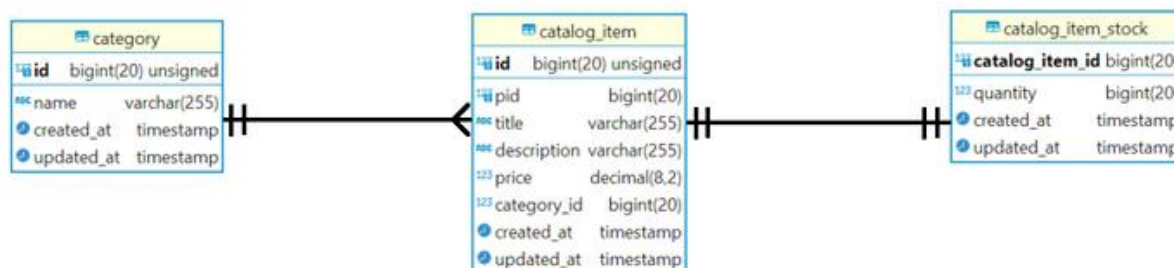 category
id bigint(20) unsigned
name varchar(255)
created_at timestamp
updated_at timestamp
catalog_item
id bigint(20) unsigned
pid bigint(20)
title varchar(255)
description varchar(255)
price decimal(8,2)
category_id bigint(20)
created_at timestamp
updated_at timestamp
catalog_item_stock
catalog_item_id bigint(20
quantity bigint(20
created_at timestamp
updated_at timestamp